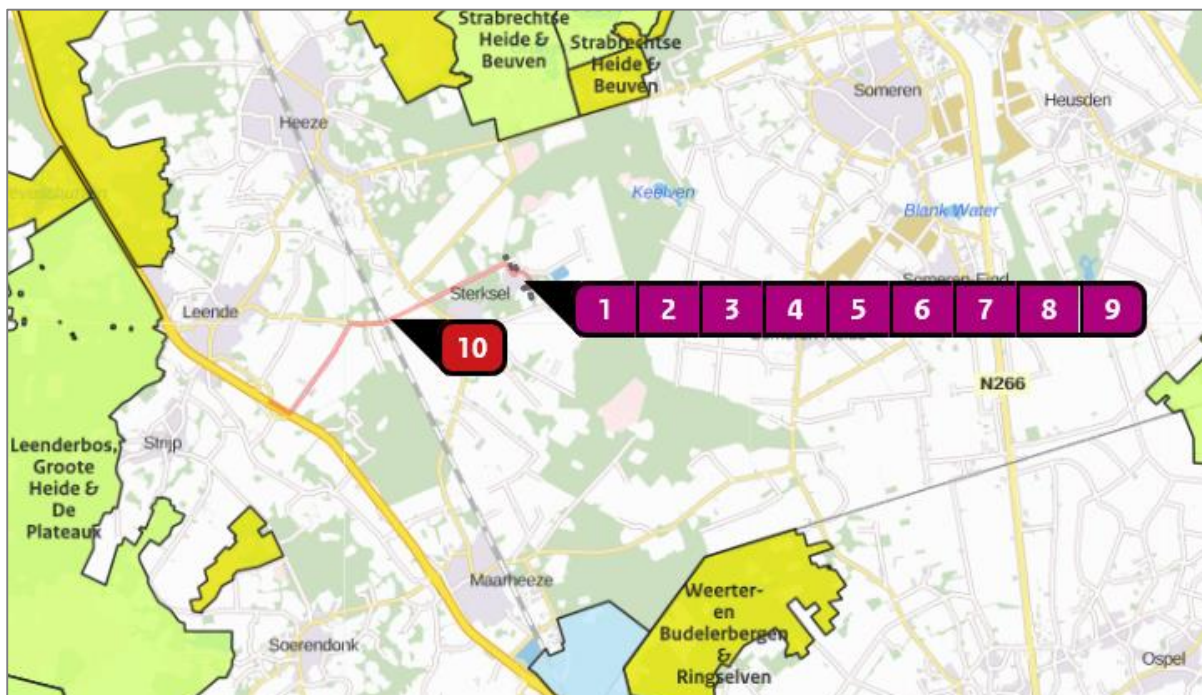 Strabrechtse
Heide &
Beuven
Strabrechtse
Heide &
Beuven
Someren
Heusden
Heeze
Keelven
Blank Water
Someren-Eind
Leende
Sterksel
1 2 3 4 5 6 7 8 9
10
N266
Strijp
Leenderbos,
Groote
Heide &
De
Plateaux
Maarheeze
Weerter-
en
Budelerbergen
&
Ringselven
Soerendonk
Ospel